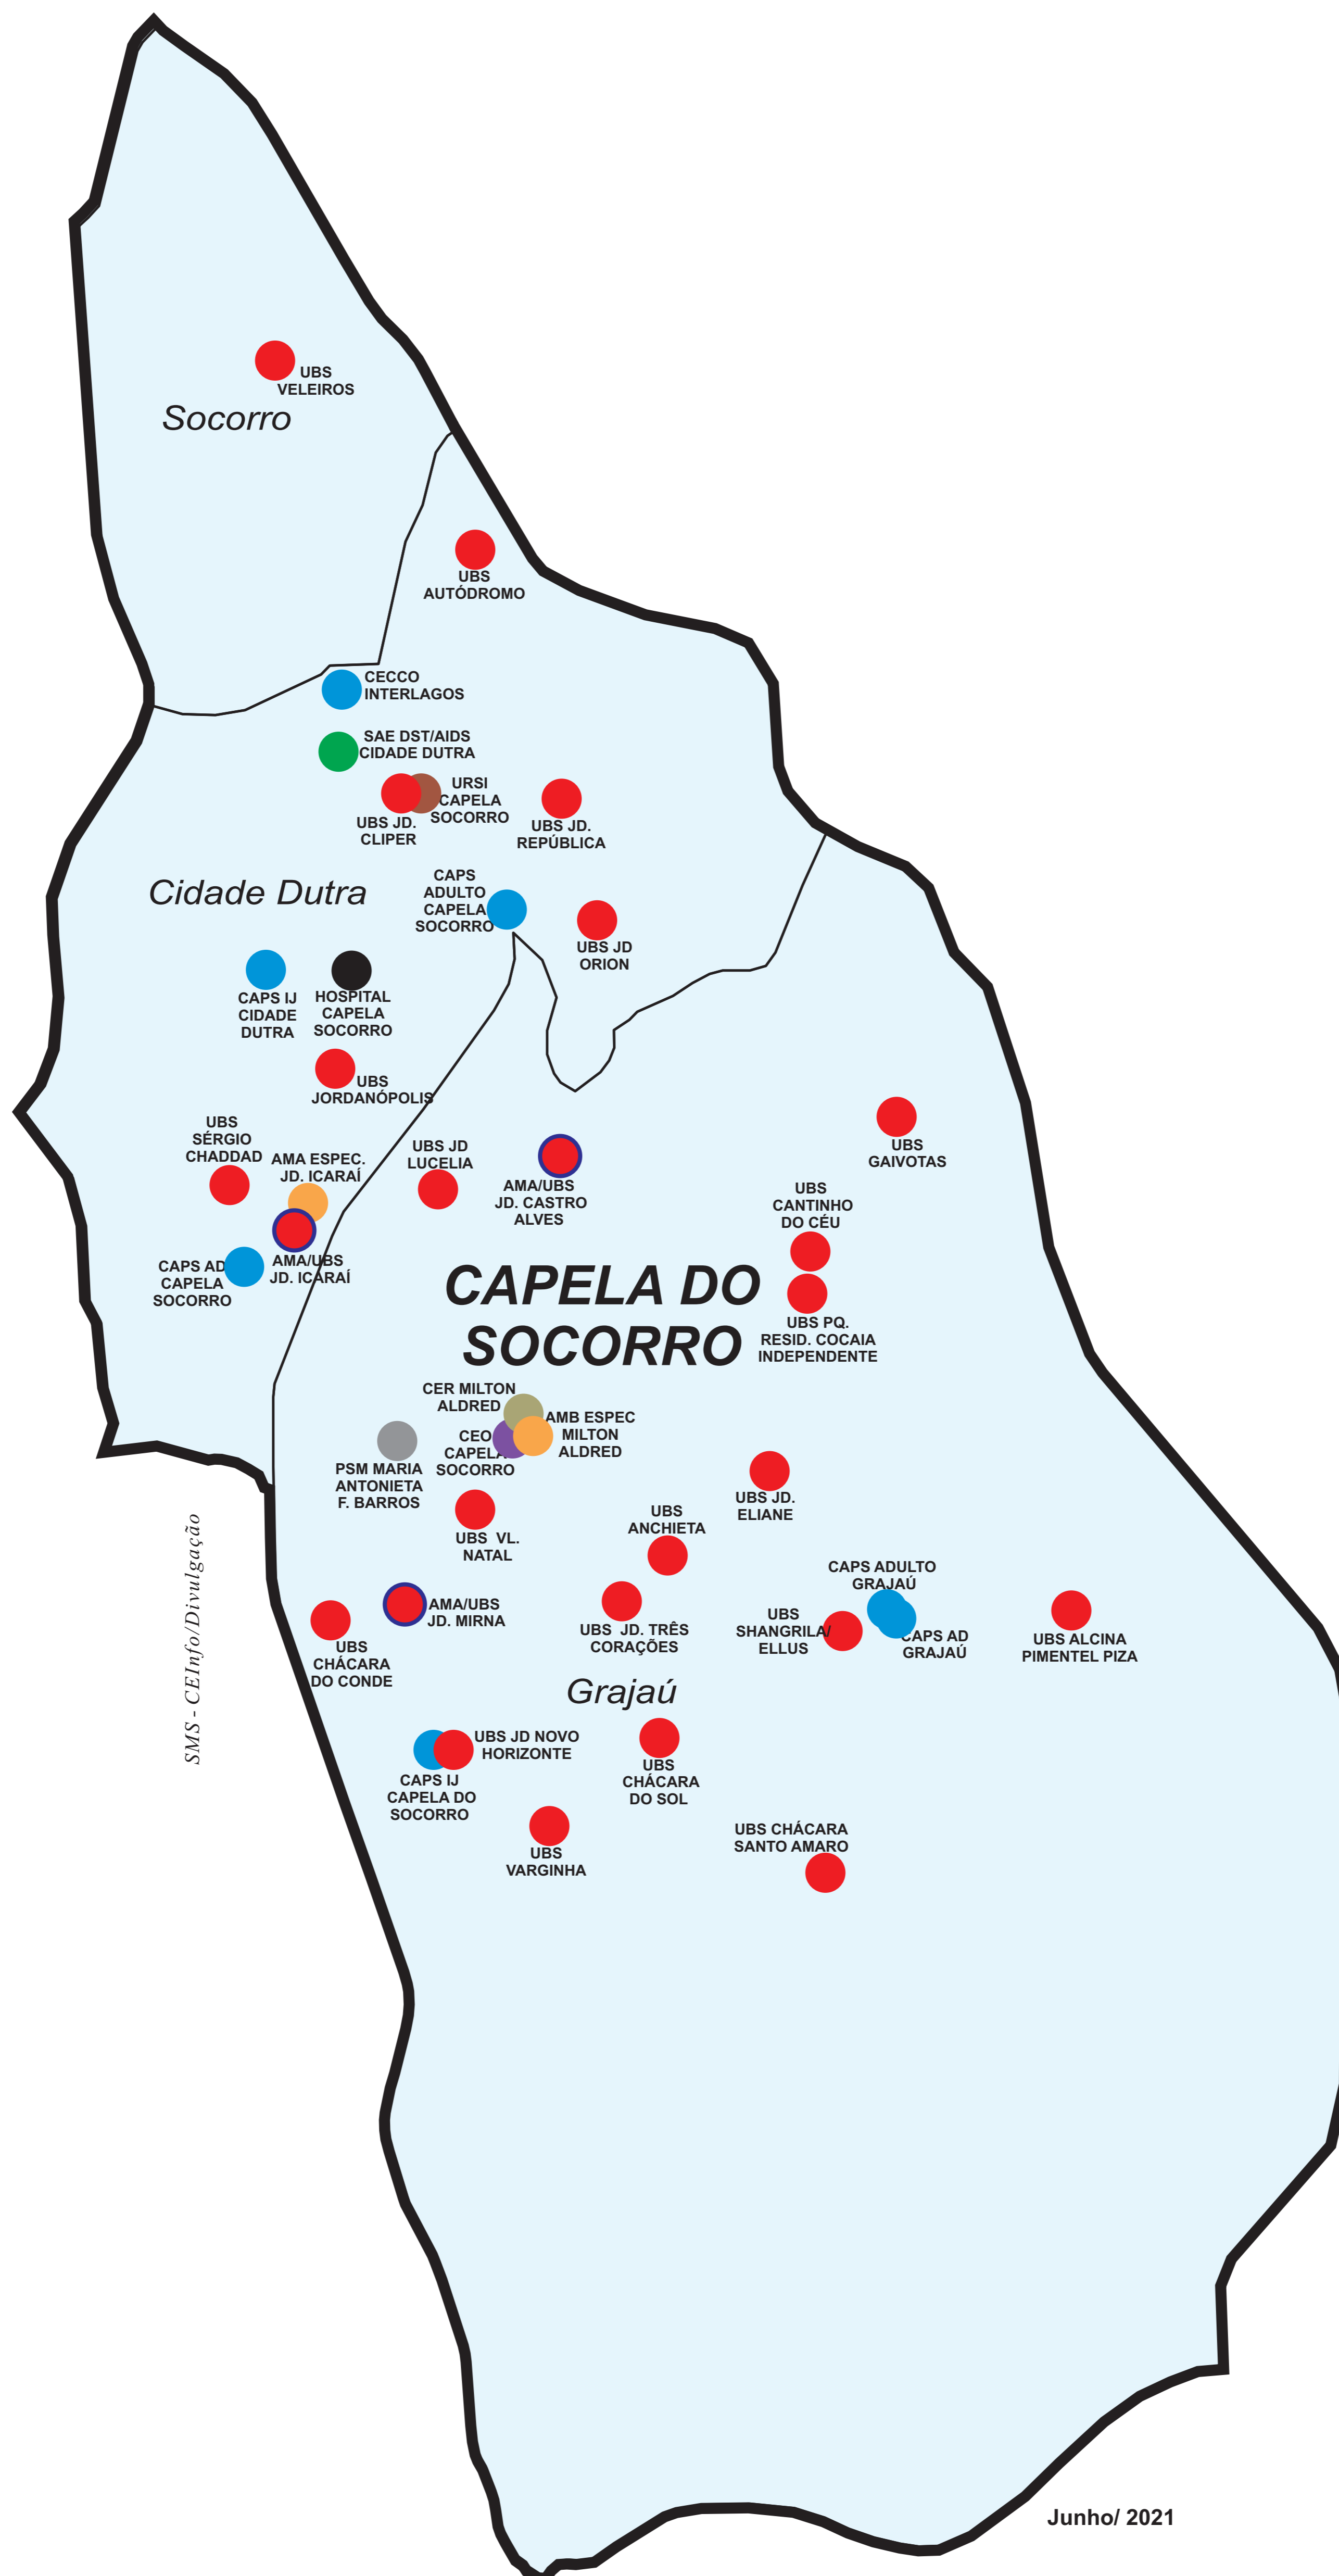 UBS
VELEIROS
Socorro
UBS
AUTÓDROMO
CECCO
INTERLAGOS
SAE DST/AIDS
CIDADE DUTRA
URSI
CAPELA
SOCORRO
UBS JD.
CLIPER
UBS JD.
REPÚBLICA
CAPS
ADULTO
CAPELA
SOCORRO
Cidade Dutra
UBS JD
ORION
CAPS IJ
CIDADE
DUTRA
HOSPITAL
CAPELA
SOCORRO
UBS
JORDANÓPOLIS
UBS
SÉRGIO
CHADDAD
AMA ESPEC.
JD. ICARAÍ
UBS JD
LUCELIA
AMA/UBS
JD. CASTRO
ALVES
UBS
GAIVOTAS
UBS
CANTINHO
DO CÉU
CAPS AD
CAPELA
SOCORRO
AMA/UBS
JD. ICARAÍ
CAPELA DO
SOCORRO
UBS PQ.
RESID. COCAIA
INDEPENDENTE
CER MILTON
ALDRED
AMB ESPEC
MILTON
ALDRED
CEO
CAPELA
SOCORRO
PSM MARIA
ANTONIETA
F. BARROS
UBS JD.
ELIANE
UBS
ANCHIETA
UBS VL.
NATAL
SMS - CEInfo/Divulgação
CAPS ADULTO
GRAJAÚ
AMA/UBS
JD. MIRNA
UBS JD. TRÊS
CORAÇÕES
UBS
SHANGRILA/
ELLUS
CAPS AD
GRAJAÚ
UBS ALCINA
PIMENTEL PIZA
UBS
CHÁCARA
DO CONDE
Grajaú
UBS JD NOVO
HORIZONTE
CAPS IJ
CAPELA DO
SOCORRO
UBS
CHÁCARA
DO SOL
UBS
VARGINHA
UBS CHÁCARA
SANTO AMARO
Junho/ 2021